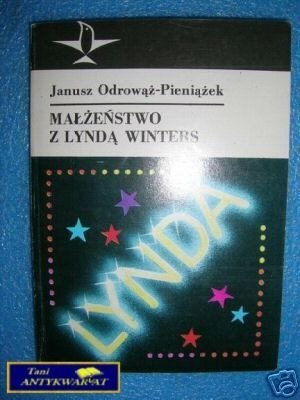 Janusz Odrowąż-Pieniążek
MAŁŻEŃSTWO
Z LYNDĄ WINTERS
LYNDA
Tani
ANTYKWARIAT